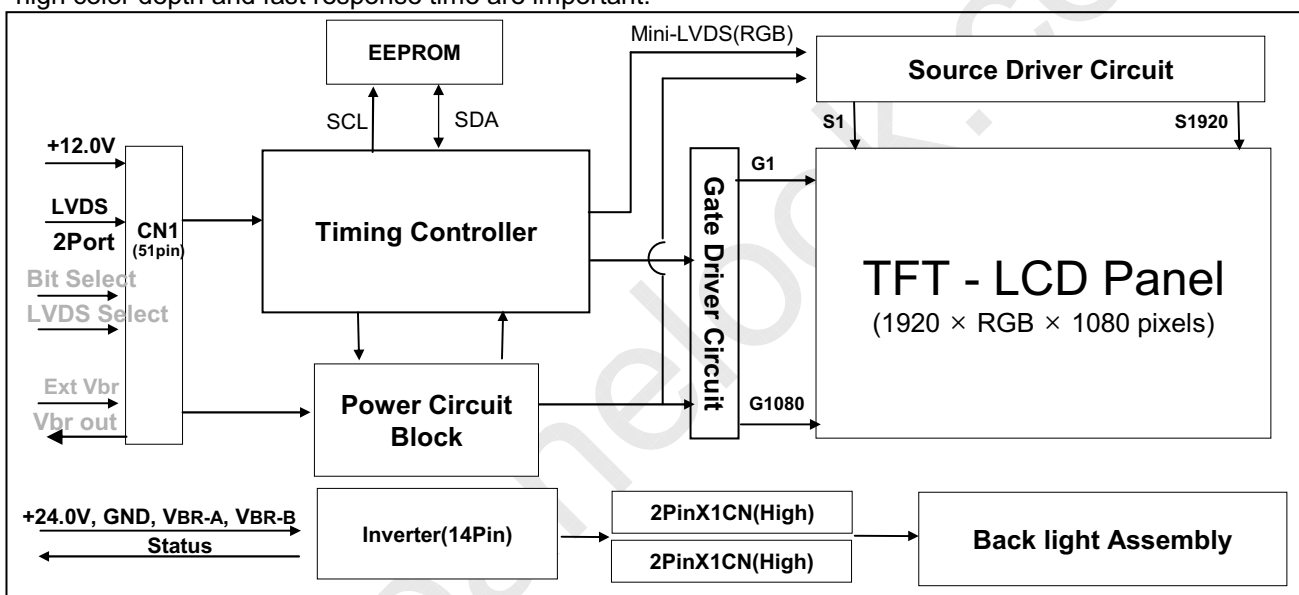 high color depth and fast response time are important.
EEPROM
Mini-LVDS(RGB)
Source Driver Circuit
SCL
SDA
S1
S1920
+12.0V
LVDS
2Port
CN1
(51pin)
Bit Select
LVDS Select
Ext Vbr
Vbr out
Timing Controller
Power Circuit
Block
Gate Driver Circuit
G1
G1080
TFT - LCD Panel
(1920 × RGB × 1080 pixels)
+24.0V, GND, VBR-A, VBR-B
Status
Inverter(14Pin)
2PinX1CN(High)
2PinX1CN(High)
Back light Assembly